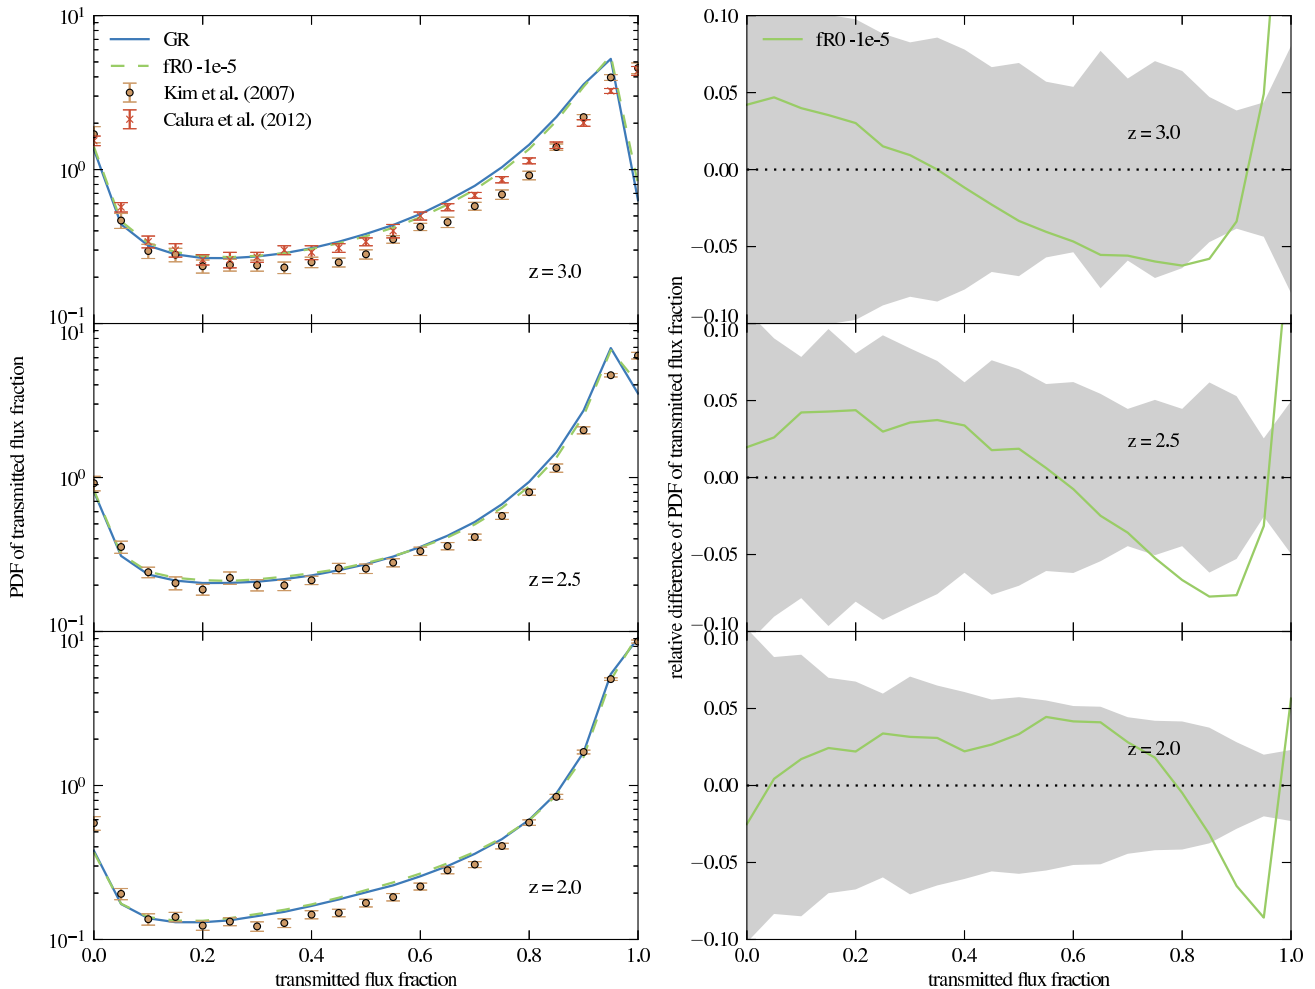 GR
fR0 -1e-5
Kim et al. (2007)
Calura et al. (2012)
10^1
10^0
10^-1
z = 3.0
10^1
10^0
10^-1
z = 2.5
10^1
10^0
10^-1
z = 2.0
0.0 0.2 0.4 0.6 0.8 1.0
transmitted flux fraction
PDF of transmitted flux fraction
fR0 -1e-5
0.10
0.05
0.00
−0.05
−0.10
z = 3.0
0.10
0.05
0.00
−0.05
−0.10
z = 2.5
0.10
0.05
0.00
−0.05
−0.10
z = 2.0
0.0 0.2 0.4 0.6 0.8 1.0
transmitted flux fraction
relative difference of PDF of transmitted flux fraction